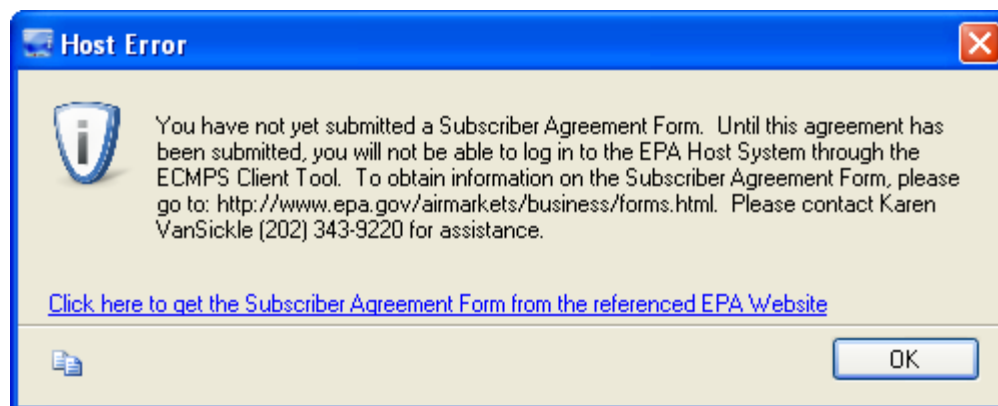 Host Error
You have not yet submitted a Subscriber Agreement Form.  Until this agreement has
been submitted, you will not be able to log in to the EPA Host System through the
ECMPS Client Tool.  To obtain information on the Subscriber Agreement Form, please
go to: http://www.epa.gov/airmarkets/business/forms.html.  Please contact Karen
VanSickle (202) 343-9220 for assistance.
Click here to get the Subscriber Agreement Form from the referenced EPA Website
OK